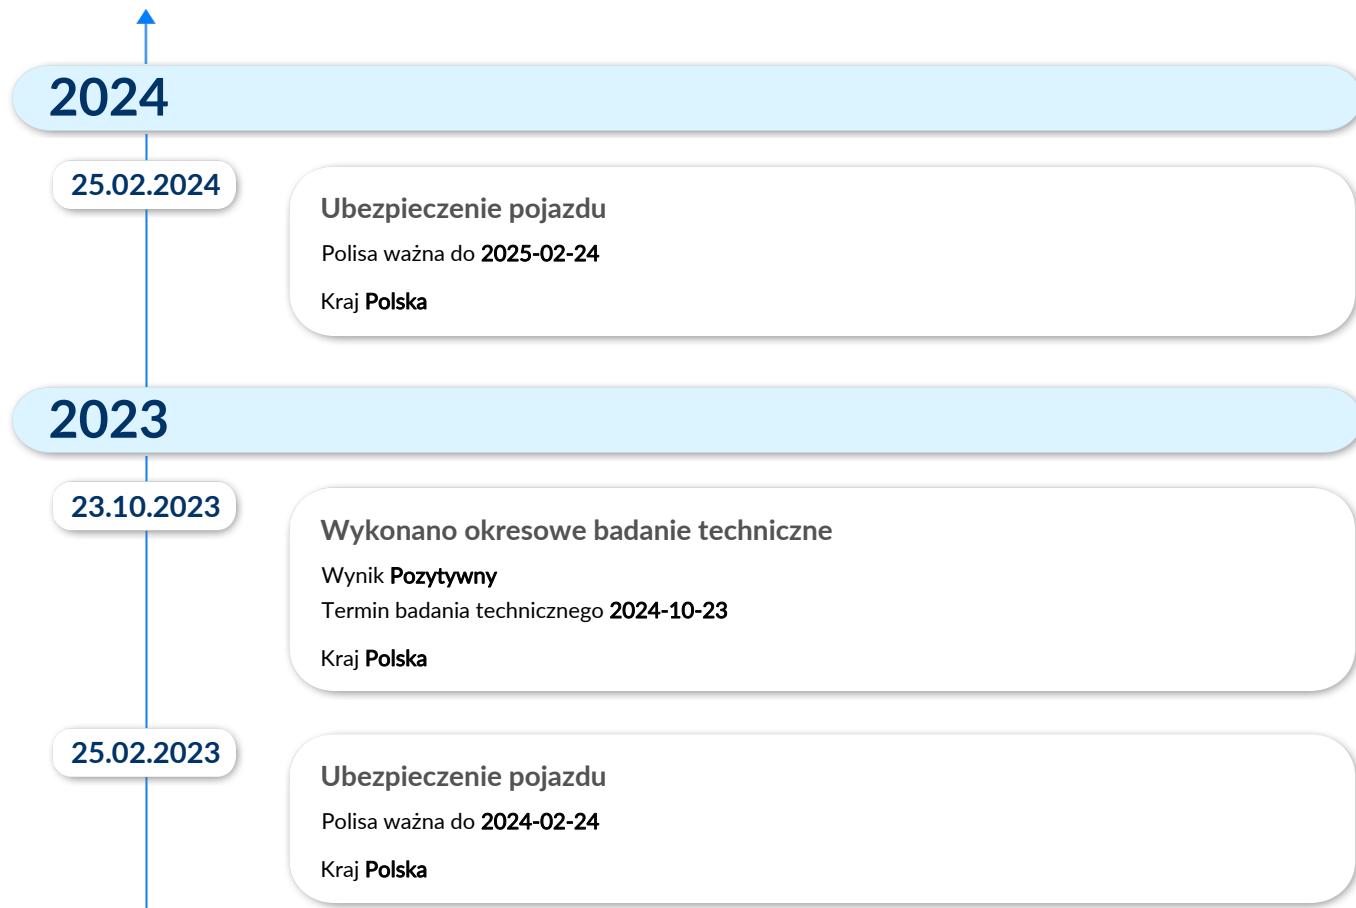 2024
25.02.2024
Ubezpieczenie pojazdu
Polisa ważna do 2025-02-24
Kraj Polska
2023
23.10.2023
Wykonano okresowe badanie techniczne
Wynik Pozytywny
Termin badania technicznego 2024-10-23
Kraj Polska
25.02.2023
Ubezpieczenie pojazdu
Polisa ważna do 2024-02-24
Kraj Polska